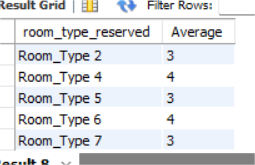 Result Grid Filter Rows:
room_type_reserved Average
Room_Type 2 3
Room_Type 4 4
Room_Type 5 3
Room_Type 6 4
Room_Type 7 3
Result 8